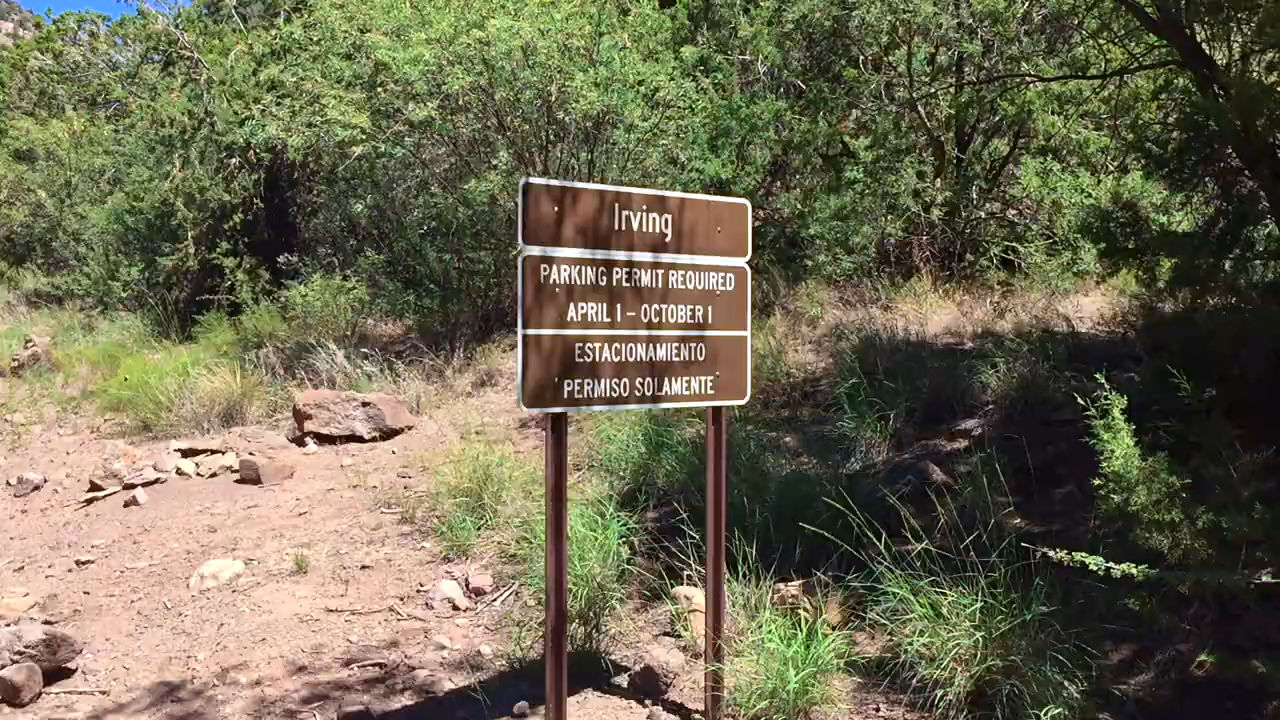 Irving
PARKING PERMIT REQUIRED
APRIL 1 – OCTOBER 1
ESTACIONAMIENTO
PERMISO SOLAMENTE